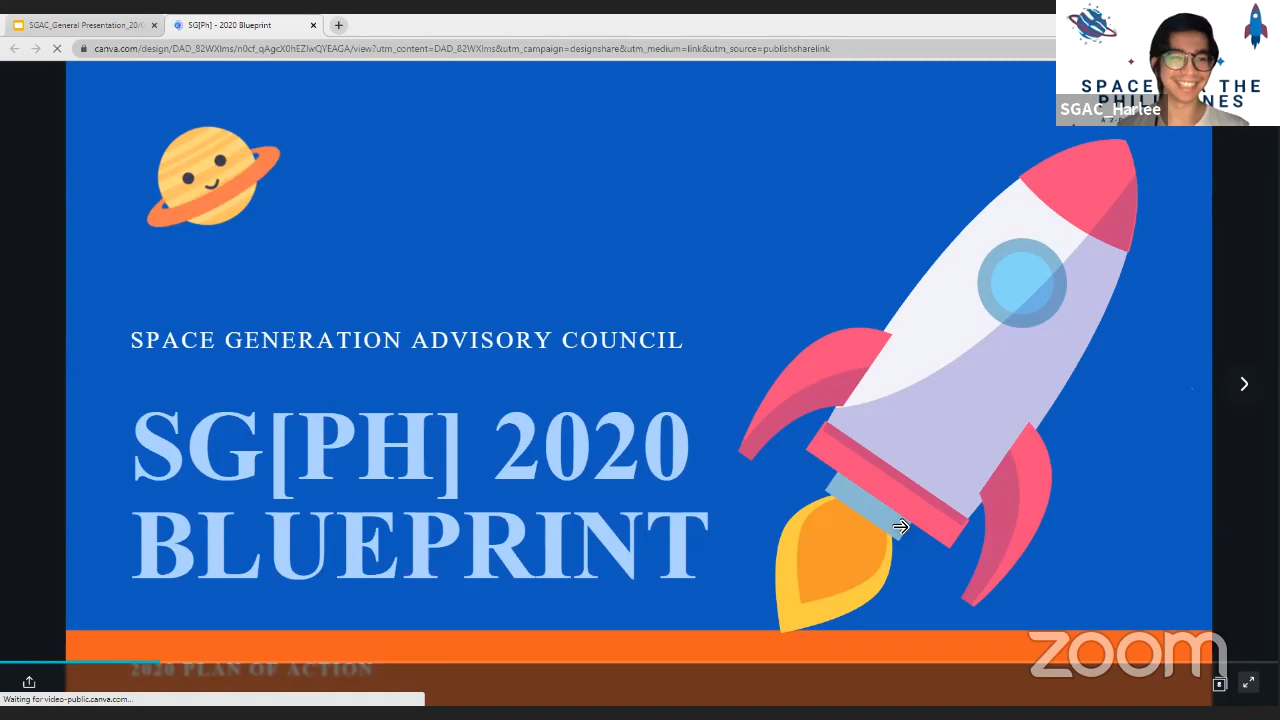 SGAC_General Presentation_20/
SG[Ph] - 2020 Blueprint
canva.com/design/DAD_82WXlms/n0cf_qAgcX0hEZlwQYEAGA/view?utm_content=DAD_82WXlms&utm_campaign=designshare&utm_medium=link&utm_source=publishsharelink
SGAC_Harlee
SPACE GENERATION ADVISORY COUNCIL
SG[PH] 2020
BLUEPRINT
2020 PLAN OF ACTION
zoom
Waiting for video-public.canva.com...